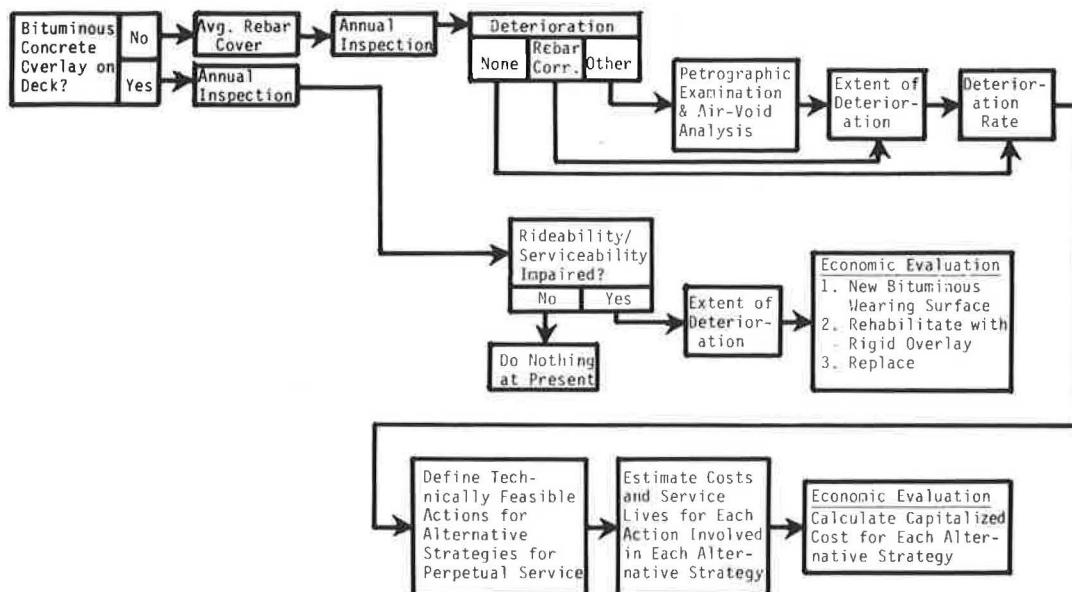 Bituminous
Concrete
Cverlay on
Deck?
No
Yes
Avg. Rebar
Cover
Annual
Inspection
Annual
Inspection
Deterioration
None
Rebar
Corr.
Other
Petrographic
Examination
& Air-Void
Analysis
Extent of
Deterior-
ation
Deterior-
ation
Rate
Rideability/
Serviceability
Impaired?
No
Yes
Do Nothing
at Present
Extent of
Deterior-
ation
Economic Evaluation
1. New Bituminous
Wearing Surface
2. Rehabilitate with
Rigid Overlay
3. Replace
Define Tech-
nically Feasible
Actions for
Alternative
Strategies for
Perpetual Service
Estimate Costs
and Service
Lives for Each
Action Involved
in Each Alter-
native Strategy
Economic Evaluation
Calculate Capitalized
Cost for Each Alter-
native Strategy